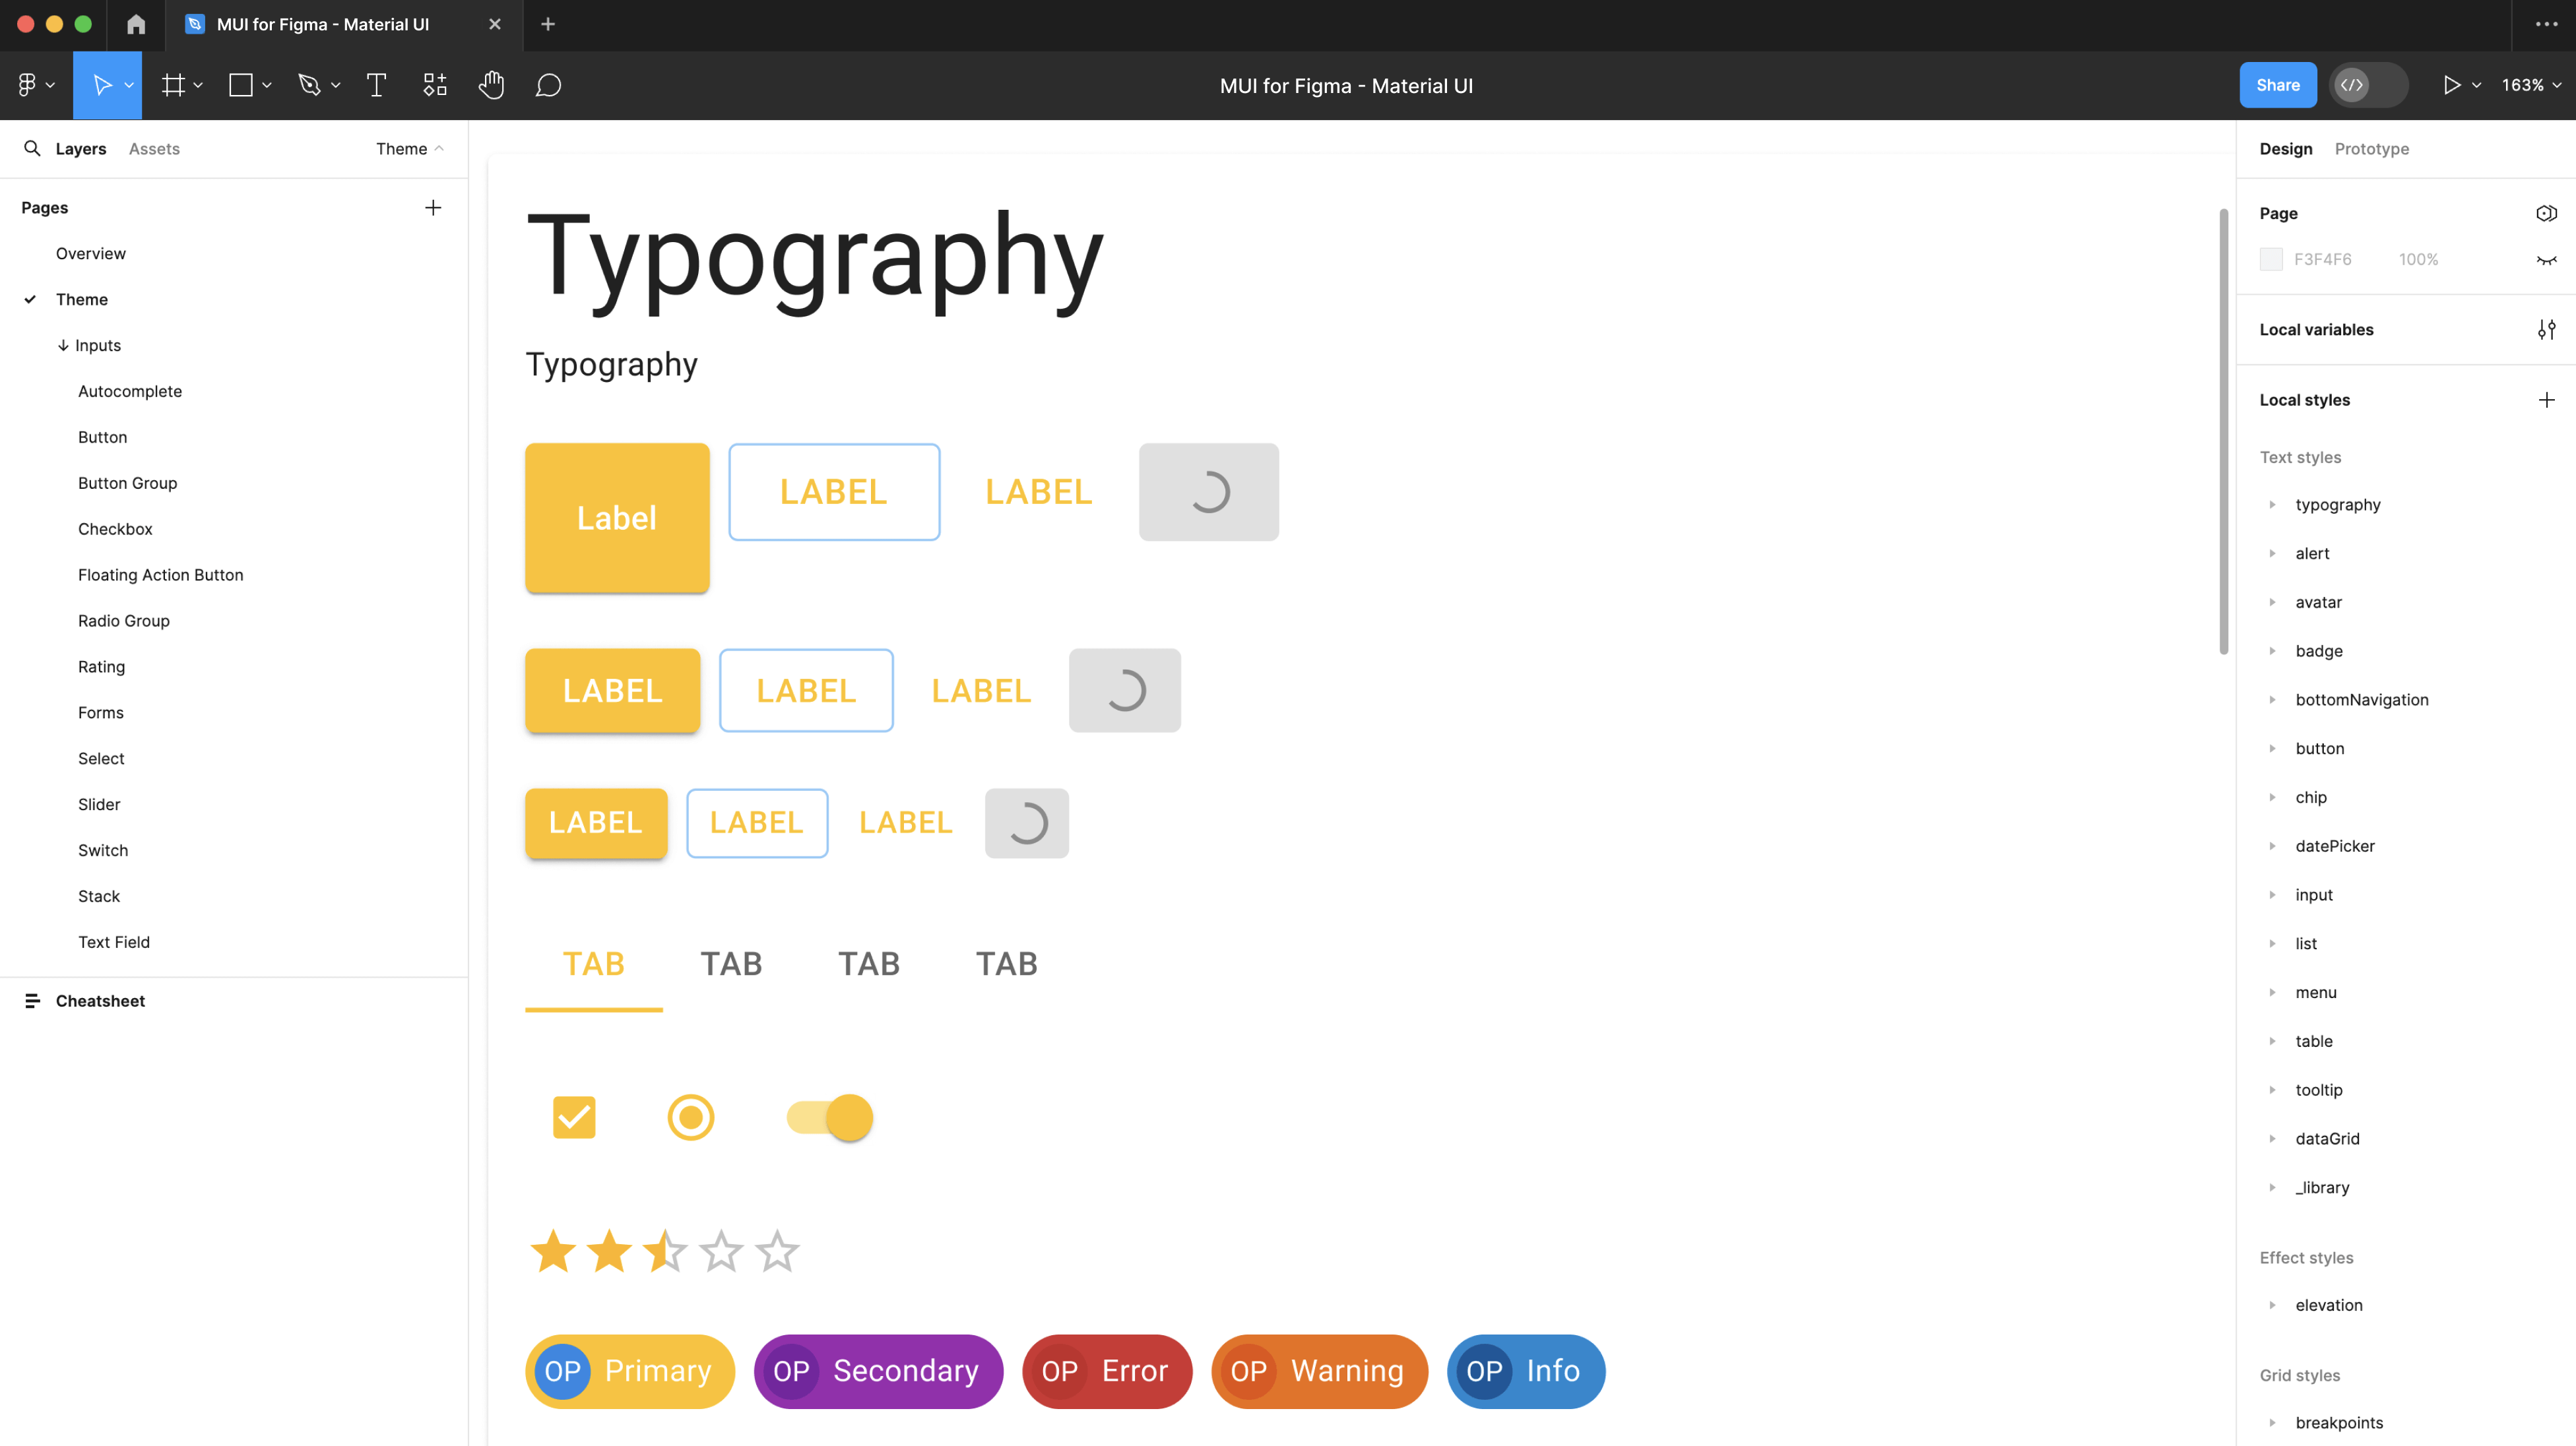 MUI for Figma - Material UI
MUI for Figma - Material UI
Share
163%
Layers
Assets
Theme
Pages
Overview
Theme
Inputs
Autocomplete
Button
Button Group
Checkbox
Floating Action Button
Radio Group
Rating
Forms
Select
Slider
Switch
Stack
Text Field
Cheatsheet
Typography
Typography
Label
LABEL
LABEL
LABEL
LABEL
LABEL
LABEL
LABEL
LABEL
TAB
TAB
TAB
TAB
OP Primary
OP Secondary
OP Error
OP Warning
OP Info
Design
Prototype
Page
F3F4F6
100%
Local variables
Local styles
Text styles
typography
alert
avatar
badge
bottomNavigation
button
chip
datePicker
input
list
menu
table
tooltip
dataGrid
_library
Effect styles
elevation
Grid styles
breakpoints